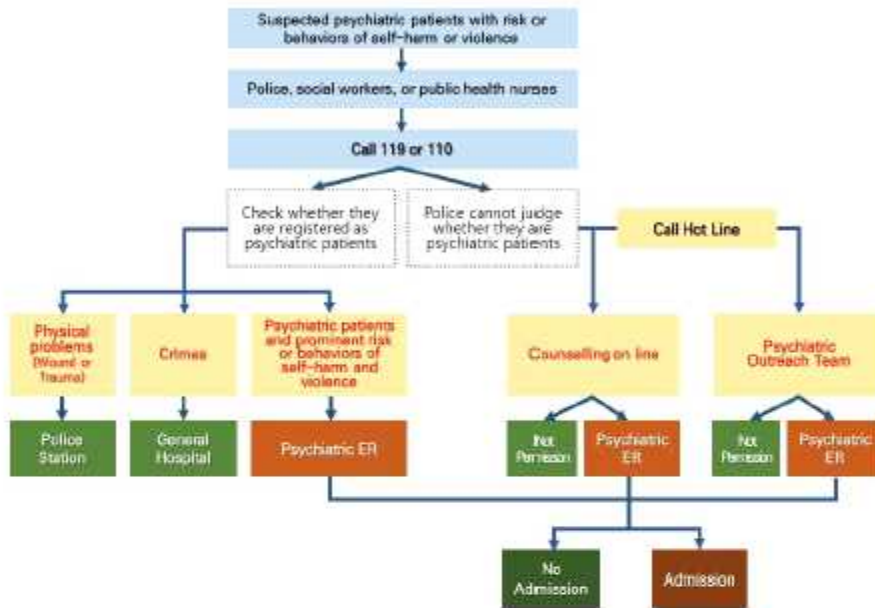 Suspected psychiatric patients with risk or
behaviors of self-harm or violence
Police, social workers, or public health nurses
Call 119 or 110
Check whether they
are registered as
psychiatric patients
Police cannot judge
whether they are
psychiatric patients
Call Hot Line
Physical
problems
(Wound or
Trauma)
Crimes
Psychiatric patients
and prominent risk
or behaviors of
self-harm and
violence
Counselling on line
Psychiatric
Outreach Team
Police
Station
General
Hospital
Psychiatric ER
Not
Permission
Psychiatric
ER
Not
Permission
Psychiatric
ER
No
Admission
Admission